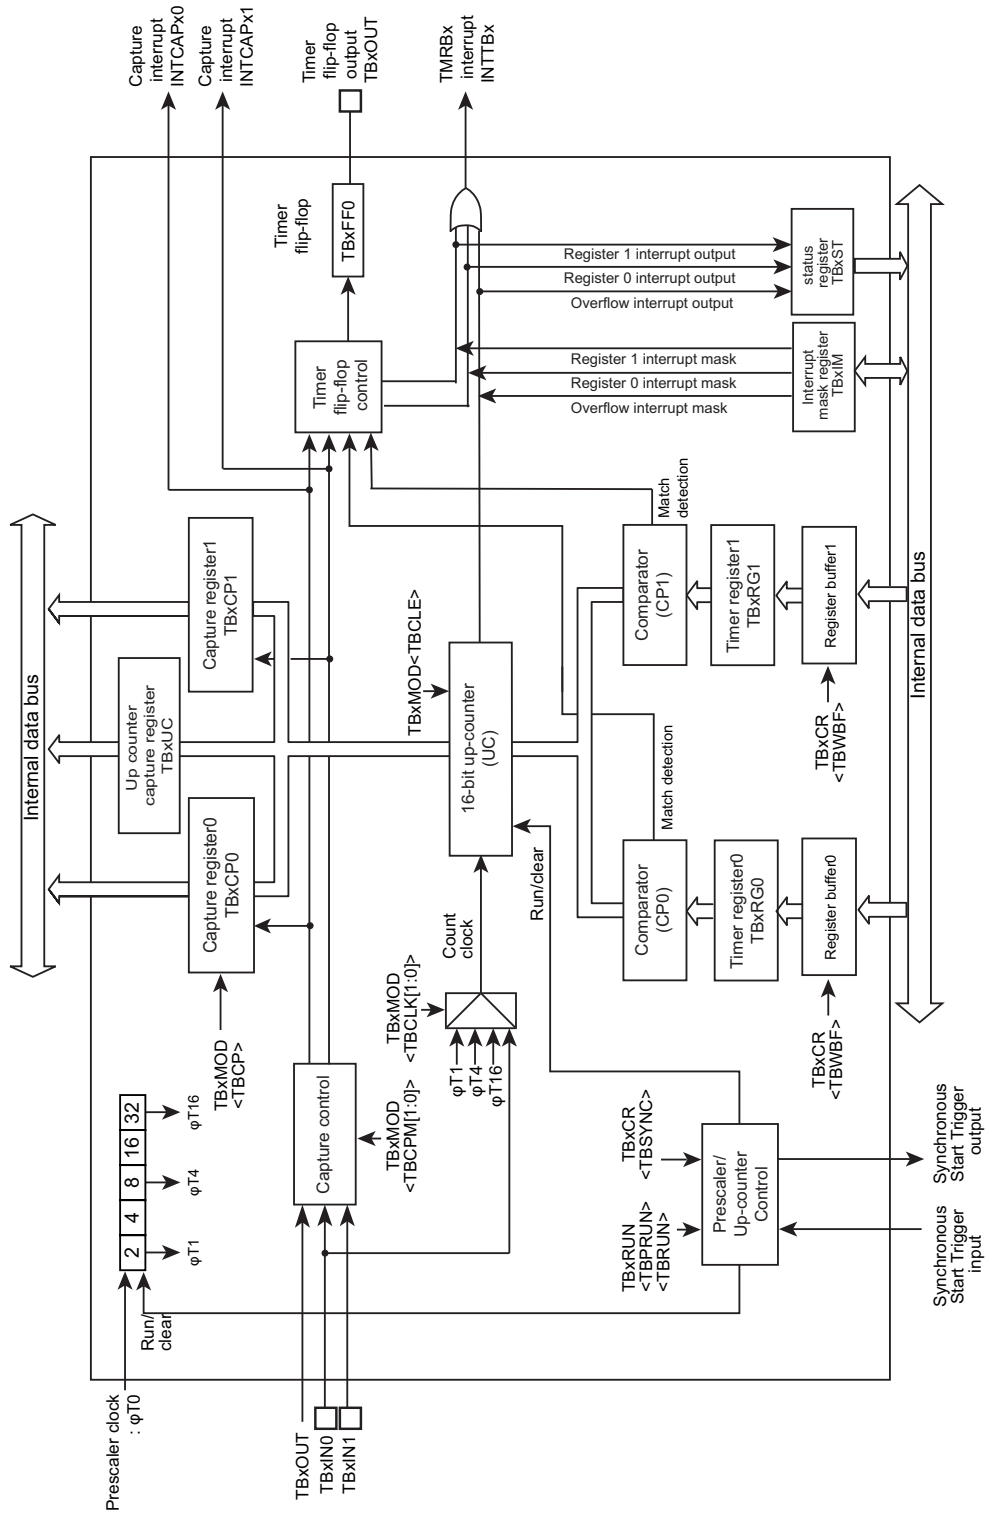 Internal data bus
Prescaler clock
: φT0
Run/
clear
2
4
8
16
32
φT1
φT4
φT16
TBxMOD
<TBCP>
Capture register0
TBxCP0
Up counter
capture register
TBxUC
Capture register1
TBxCP1
Capture
interrupt
INTCAPx0
Capture
interrupt
INTCAPx1
TBxOUT
TBxIN0
TBxIN1
Capture control
TBxMOD
<TBCPM[1:0]>
TBxMOD
<TBCLK[1:0]>
φT1
φT4
φT16
Count
clock
TBxMOD<TBCLE>
16-bit up-counter
(UC)
Run/clear
Timer
flip-flop
control
Timer
flip-flop
TBxFF0
Timer
flip-flop
output
TBxOUT
TMRBx
interrupt
INTTBx
Register 1 interrupt output
Register 0 interrupt output
Overflow interrupt output
Register 1 interrupt mask
Register 0 interrupt mask
Overflow interrupt mask
status
register
TBxST
Interrupt
mask register
TBxIM
TBxRUN
<TBPRUN>
<TBRUN>
TBxCR
<TBSYNC>
Prescaler/
Up-counter
Control
Synchronous
Start Trigger
input
Synchronous
Start Trigger
output
Match detection
Comparator
(CP0)
Timer register0
TBxRG0
Register buffer0
TBxCR
<TBWBF>
Match
detection
Comparator
(CP1)
Timer register1
TBxRG1
Register buffer1
TBxCR
<TBWBF>
Internal data bus